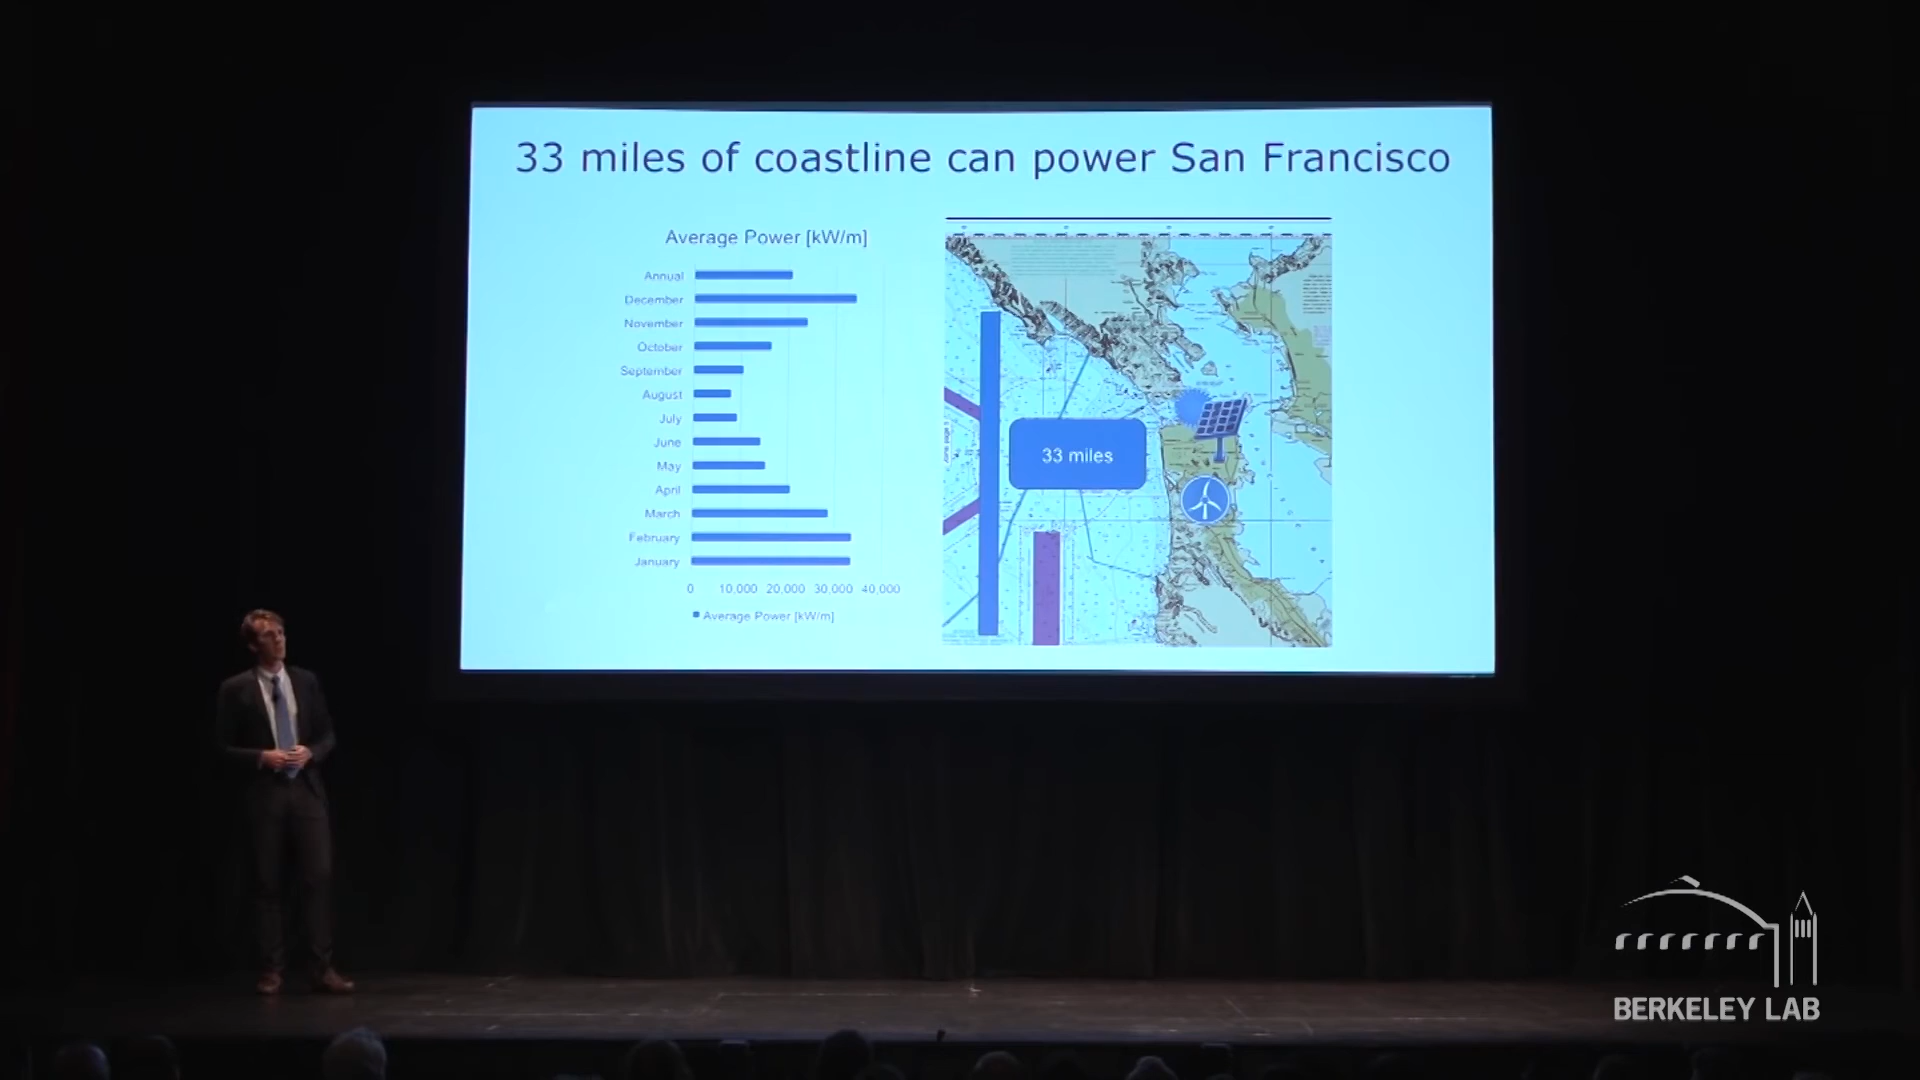 33 miles of coastline can power San Francisco
Average Power [kW/m]
Annual
December
November
October
September
August
July
June
May
April
March
February
January
0 10,000 20,000 30,000 40,000
Average Power [kW/m]
33 miles
BERKELEY LAB